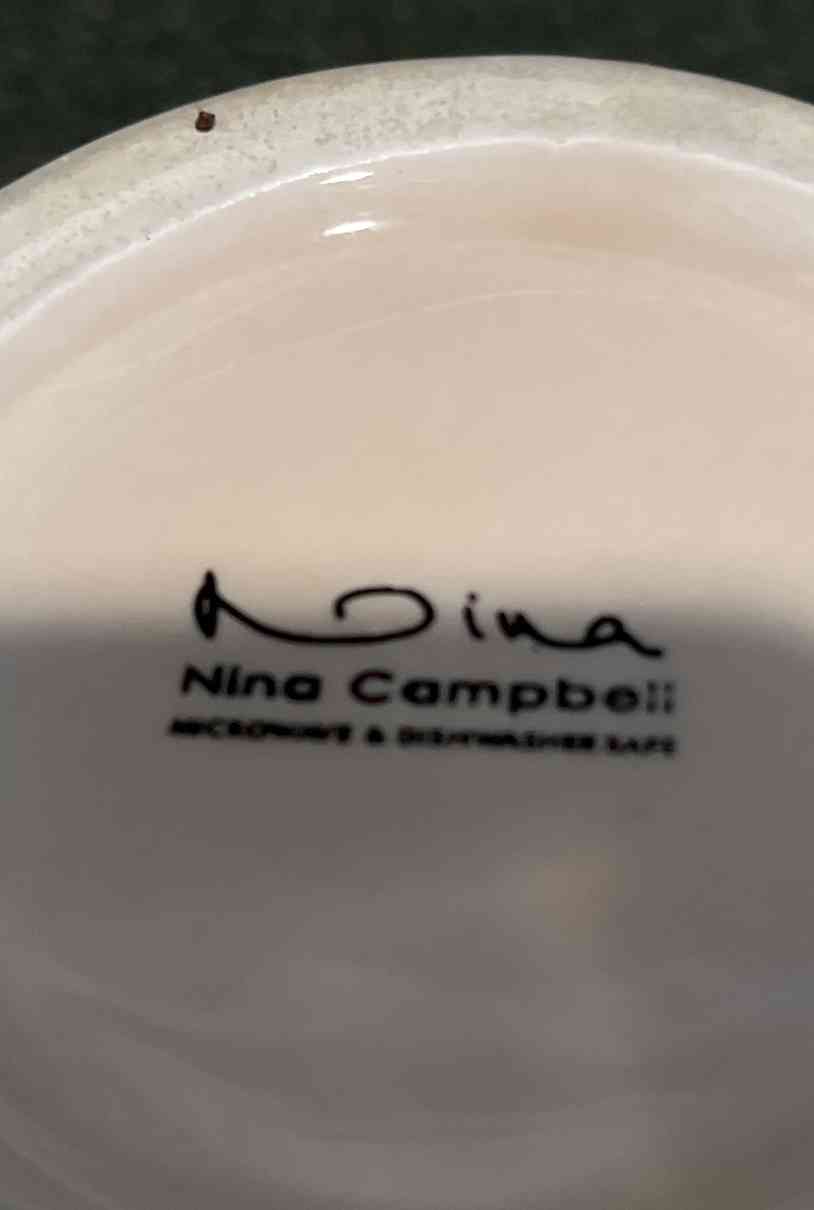 Nina
Nina Campbell
MICROWAVE & DISHWASHER SAFE